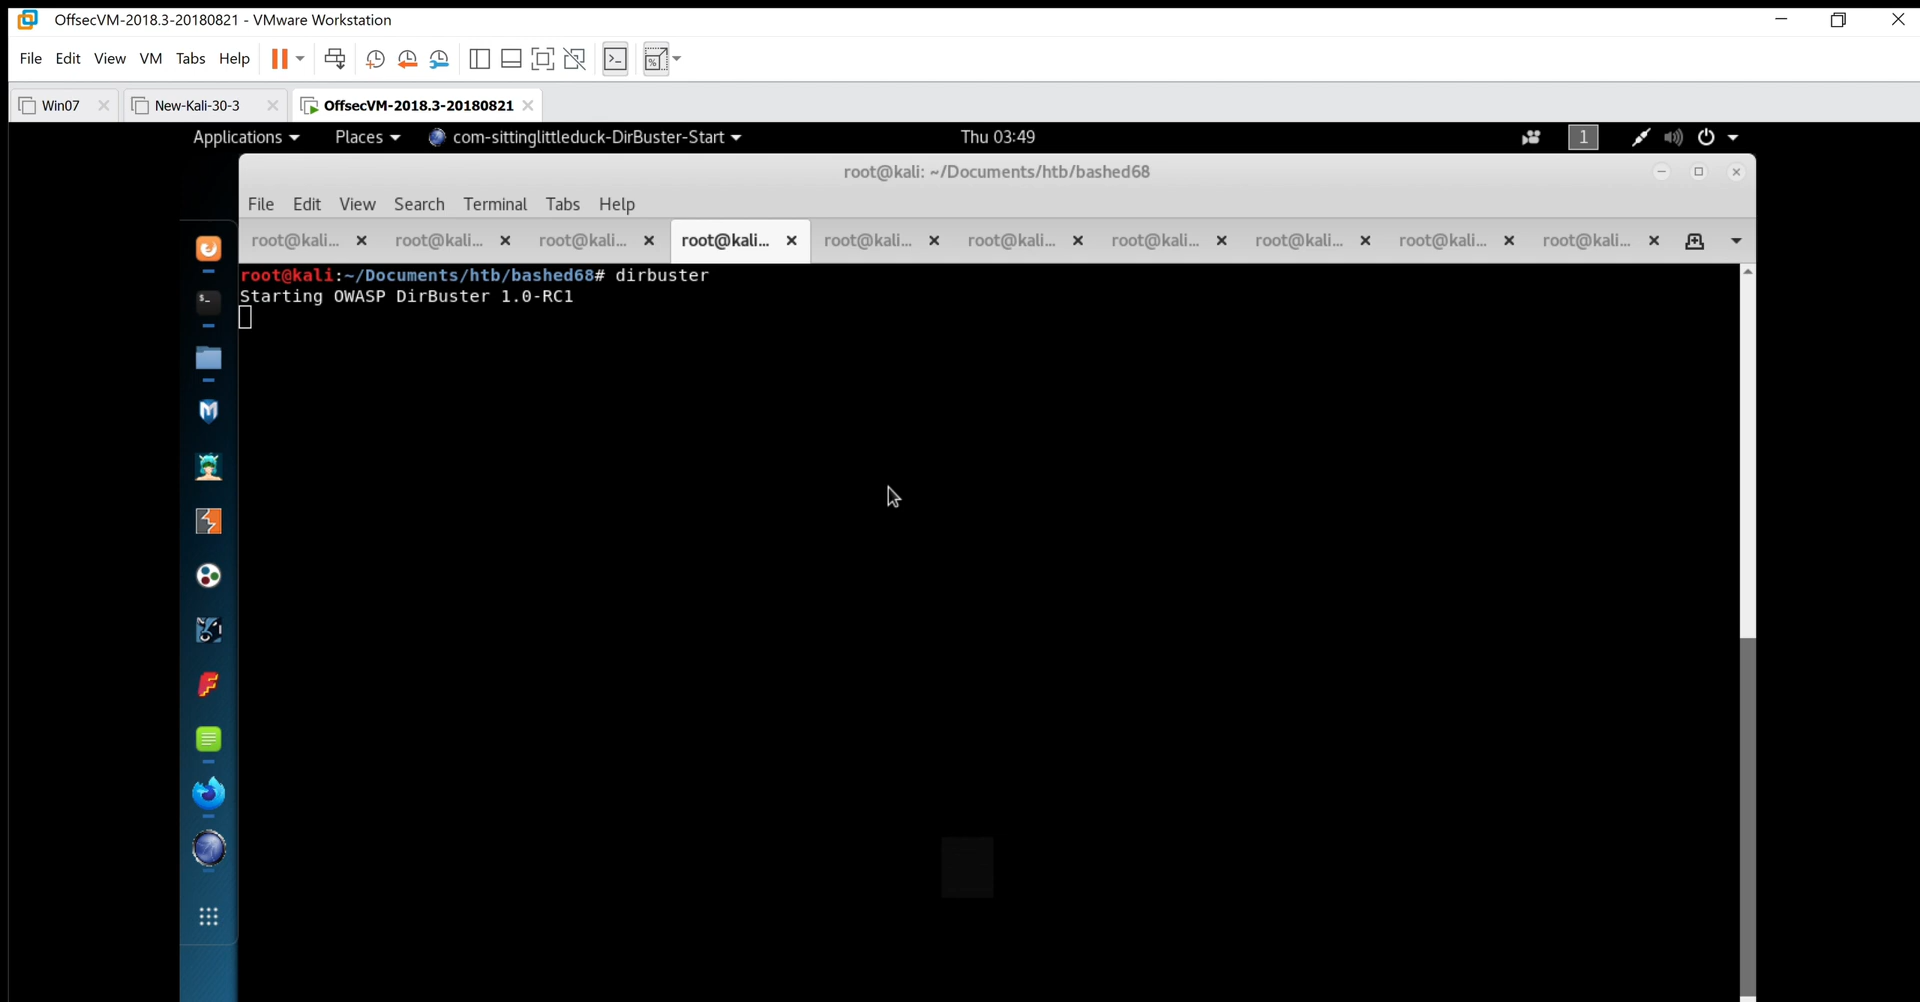 OffsecVM-2018.3-20180821 - VMware Workstation
File Edit View VM Tabs Help
Win07 New-Kali-30-3 OffsecVM-2018.3-20180821
Applications Places com-sittinglittleduck-DirBuster-Start Thu 03:49 1
root@kali: ~/Documents/htb/bashed68
File Edit View Search Terminal Tabs Help
root@kali... root@kali... root@kali... root@kali... root@kali... root@kali... root@kali... root@kali... root@kali... root@kali...
root@kali:~/Documents/htb/bashed68# dirbuster
Starting OWASP DirBuster 1.0-RC1